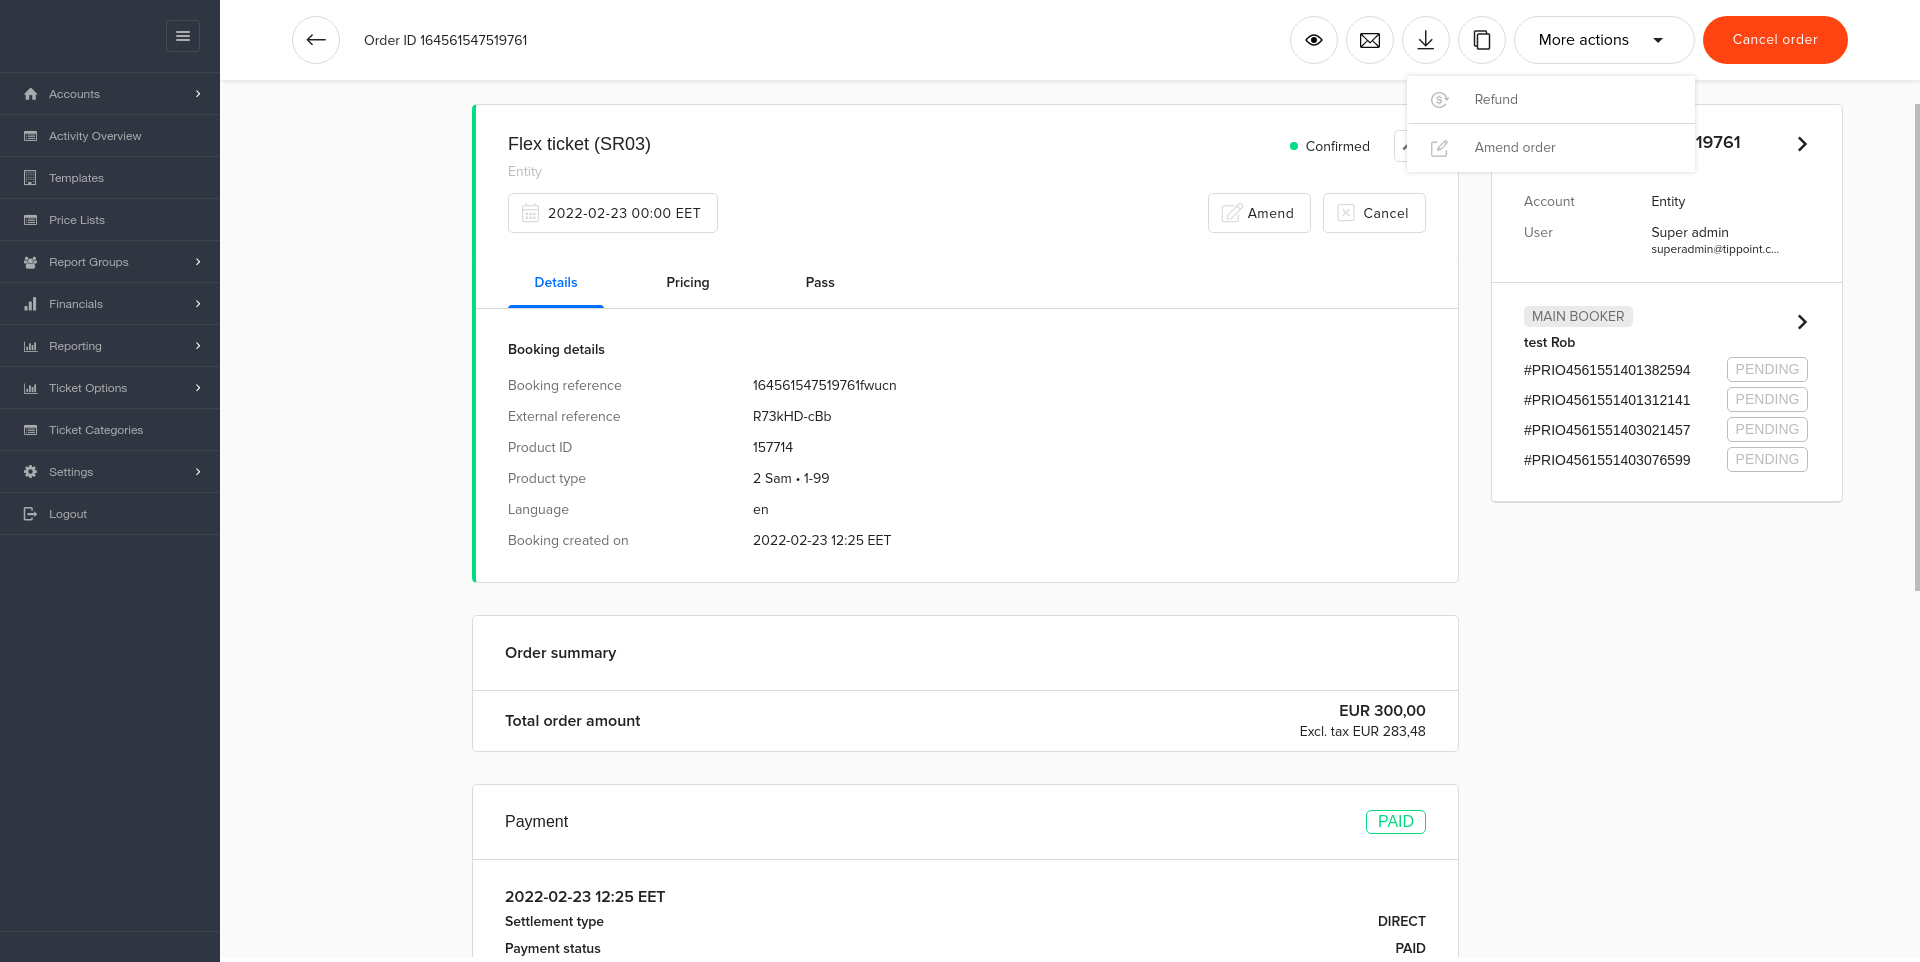 Order ID 164561547519761
More actions
Cancel order
Refund
Amend order
Accounts
Activity Overview
Templates
Price Lists
Report Groups
Financials
Reporting
Ticket Options
Ticket Categories
Settings
Logout
Flex ticket (SR03)
Confirmed
Entity
2022-02-23 00:00 EET
Amend
Cancel
Details
Pricing
Pass
Booking details
Booking reference 164561547519761fwucn
External reference R73kHD-cBb
Product ID 157714
Product type 2 Sam • 1-99
Language en
Booking created on 2022-02-23 12:25 EET
Order summary
Total order amount EUR 300,00
Excl. tax EUR 283,48
Payment PAID
2022-02-23 12:25 EET
Settlement type DIRECT
Payment status PAID
19761
Account Entity
User Super admin
superadmin@tippoint.c...
MAIN BOOKER
test Rob
#PRIO4561551401382594 PENDING
#PRIO4561551401312141 PENDING
#PRIO4561551403021457 PENDING
#PRIO4561551403076599 PENDING